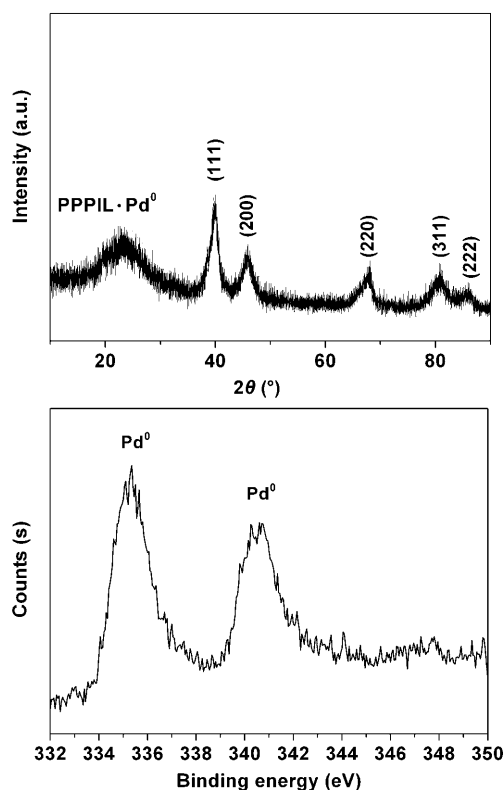 Intensity (a.u.)
PPPIL·Pd⁰
(111)
(200)
(220)
(311)
(222)
20 40 60 80
2θ (°)
Counts (s)
Pd⁰
Pd⁰
332 334 336 338 340 342 344 346 348 350
Binding energy (eV)